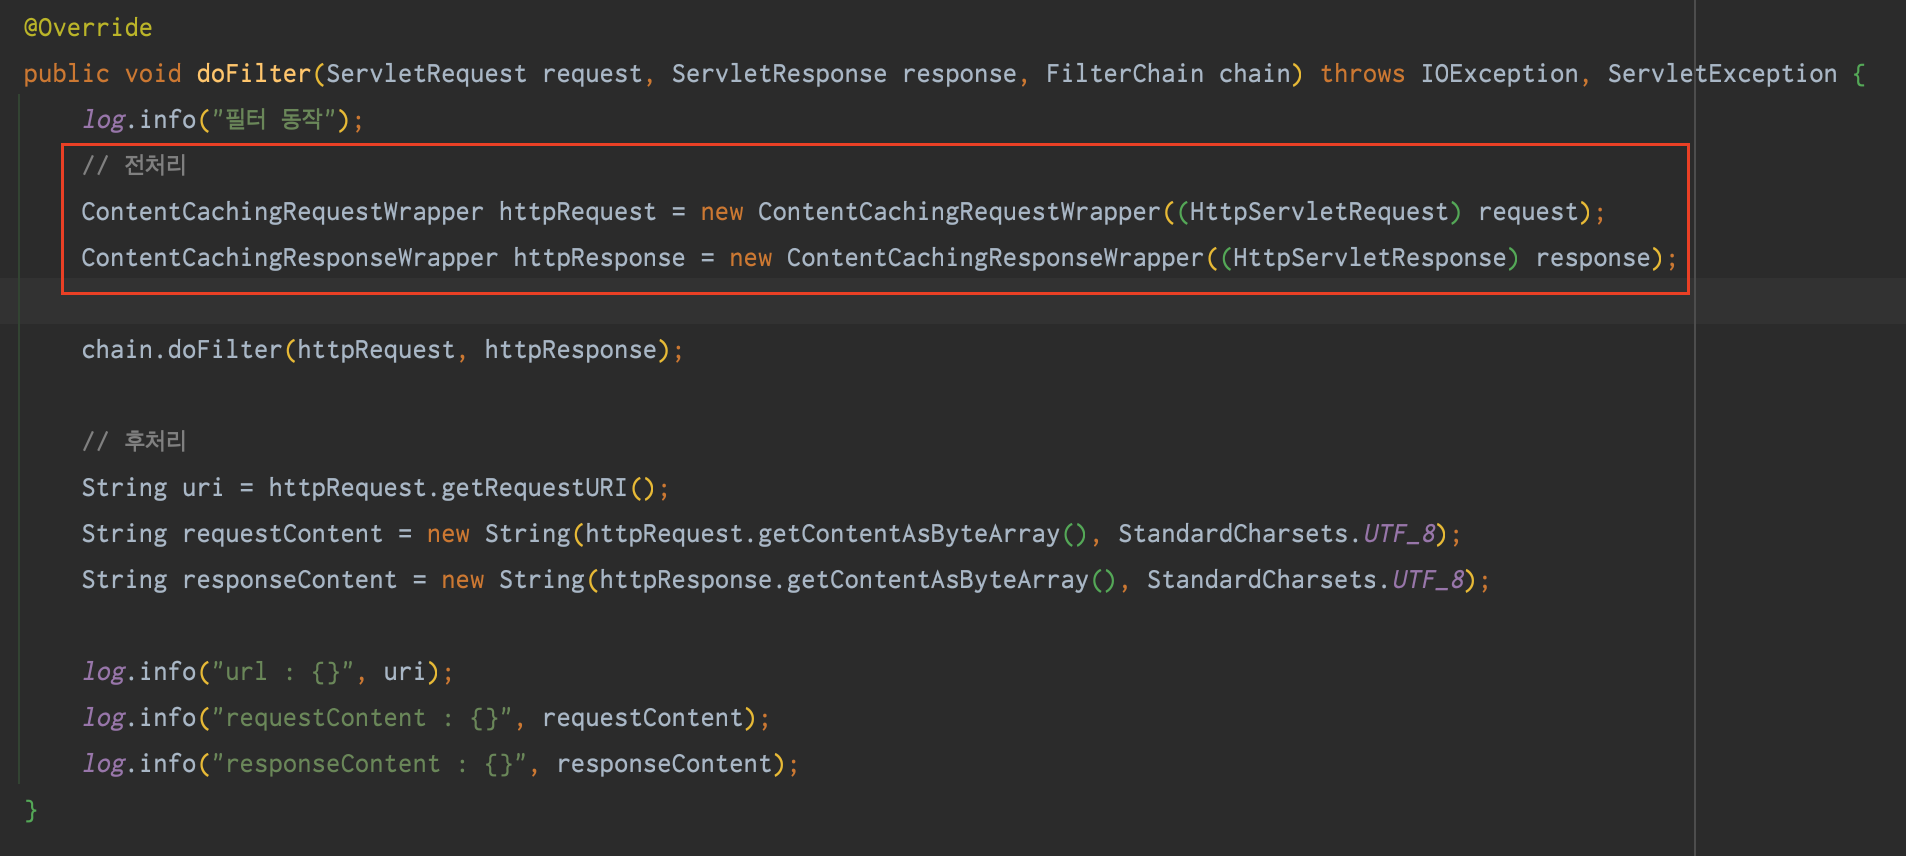 @Override
public void doFilter(ServletRequest request, ServletResponse response, FilterChain chain) throws IOException, ServletException {
log.info("필터 동작");
// 전처리
ContentCachingRequestWrapper httpRequest = new ContentCachingRequestWrapper((HttpServletRequest) request);
ContentCachingResponseWrapper httpResponse = new ContentCachingResponseWrapper((HttpServletResponse) response);
chain.doFilter(httpRequest, httpResponse);
// 후처리
String uri = httpRequest.getRequestURI();
String requestContent = new String(httpRequest.getContentAsByteArray(), StandardCharsets.UTF_8);
String responseContent = new String(httpResponse.getContentAsByteArray(), StandardCharsets.UTF_8);
log.info("url : {}", uri);
log.info("requestContent : {}", requestContent);
log.info("responseContent : {}", responseContent);
}